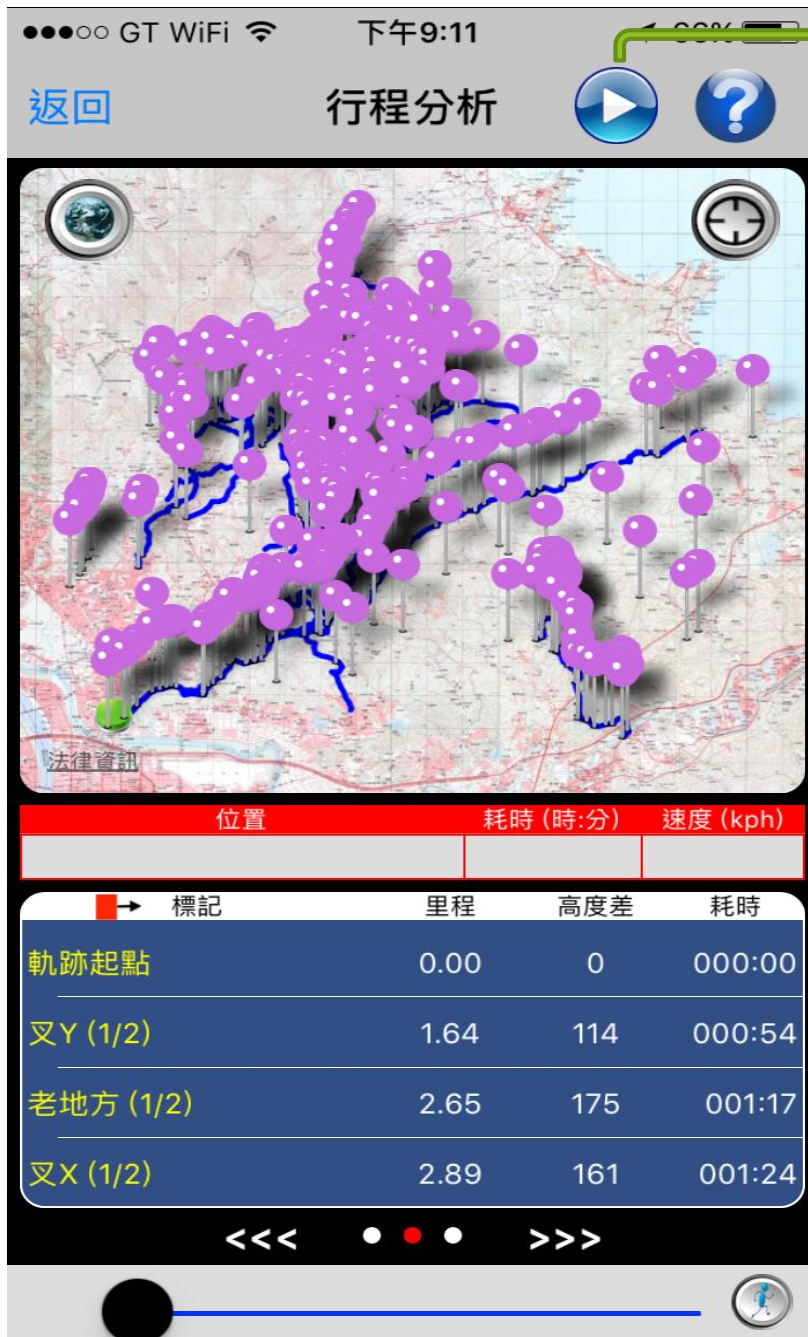 GT WiFi 下午9:11
返回 行程分析
法律資訊
位置 耗時 (時:分) 速度 (kph)
標記 里程 高度差 耗時
軌跡起點 0.00 0 000:00
叉Y (1/2) 1.64 114 000:54
老地方 (1/2) 2.65 175 001:17
叉X (1/2) 2.89 161 001:24
<<< >>>